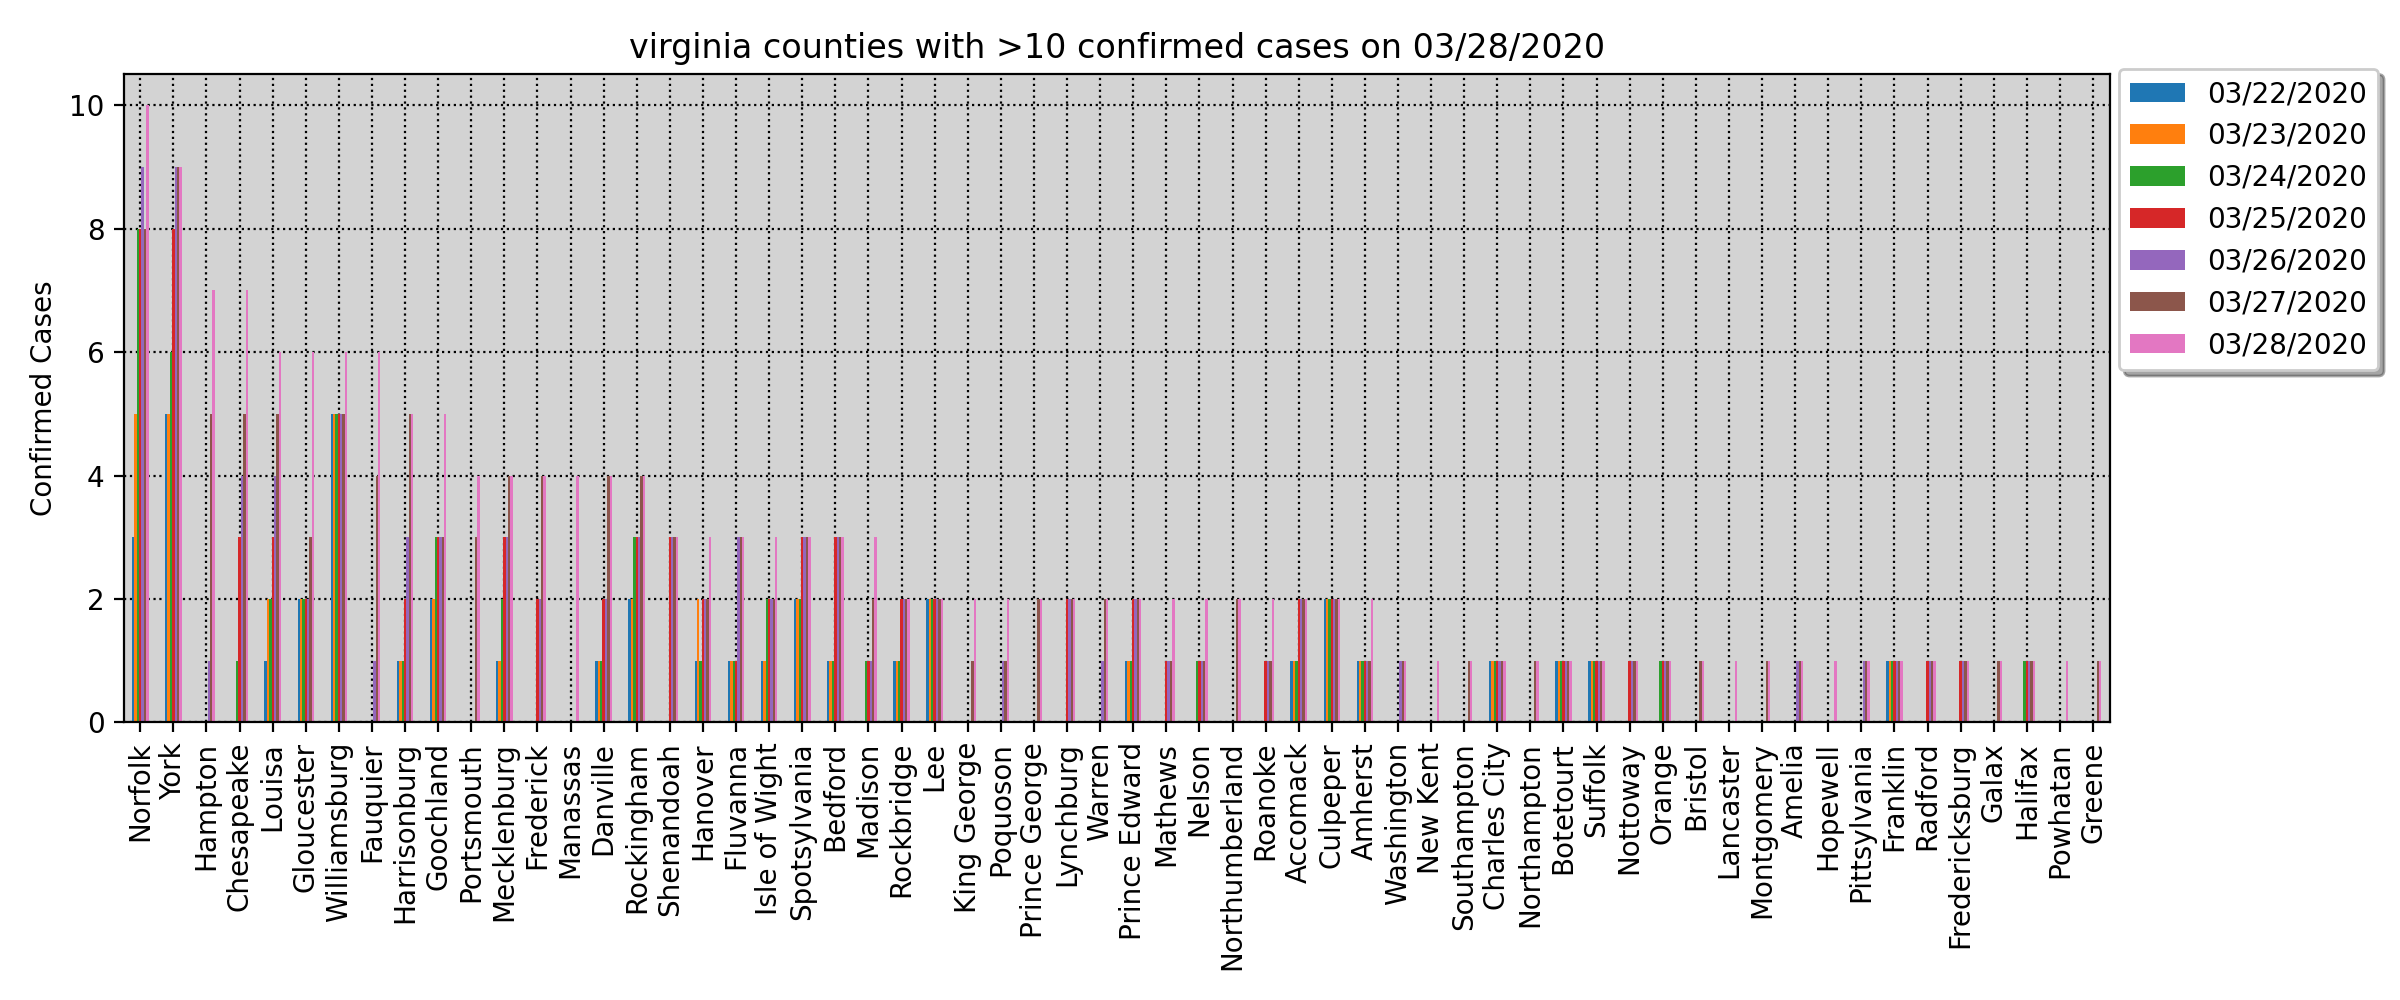 virginia counties with >10 confirmed cases on 03/28/2020
Confirmed Cases
10
8
6
4
2
0
03/22/2020
03/23/2020
03/24/2020
03/25/2020
03/26/2020
03/27/2020
03/28/2020
Norfolk
York
Hampton
Chesapeake
Louisa
Gloucester
Williamsburg
Fauquier
Harrisonburg
Goochland
Portsmouth
Mecklenburg
Frederick
Manassas
Danville
Rockingham
Shenandoah
Hanover
Fluvanna
Isle of Wight
Spotsylvania
Bedford
Madison
Rockbridge
Lee
King George
Poquoson
Prince George
Lynchburg
Warren
Prince Edward
Mathews
Nelson
Northumberland
Roanoke
Accomack
Culpeper
Amherst
Washington
New Kent
Southampton
Charles City
Northampton
Botetourt
Suffolk
Nottoway
Orange
Bristol
Lancaster
Montgomery
Amelia
Hopewell
Pittsylvania
Franklin
Radford
Fredericksburg
Galax
Halifax
Powhatan
Greene